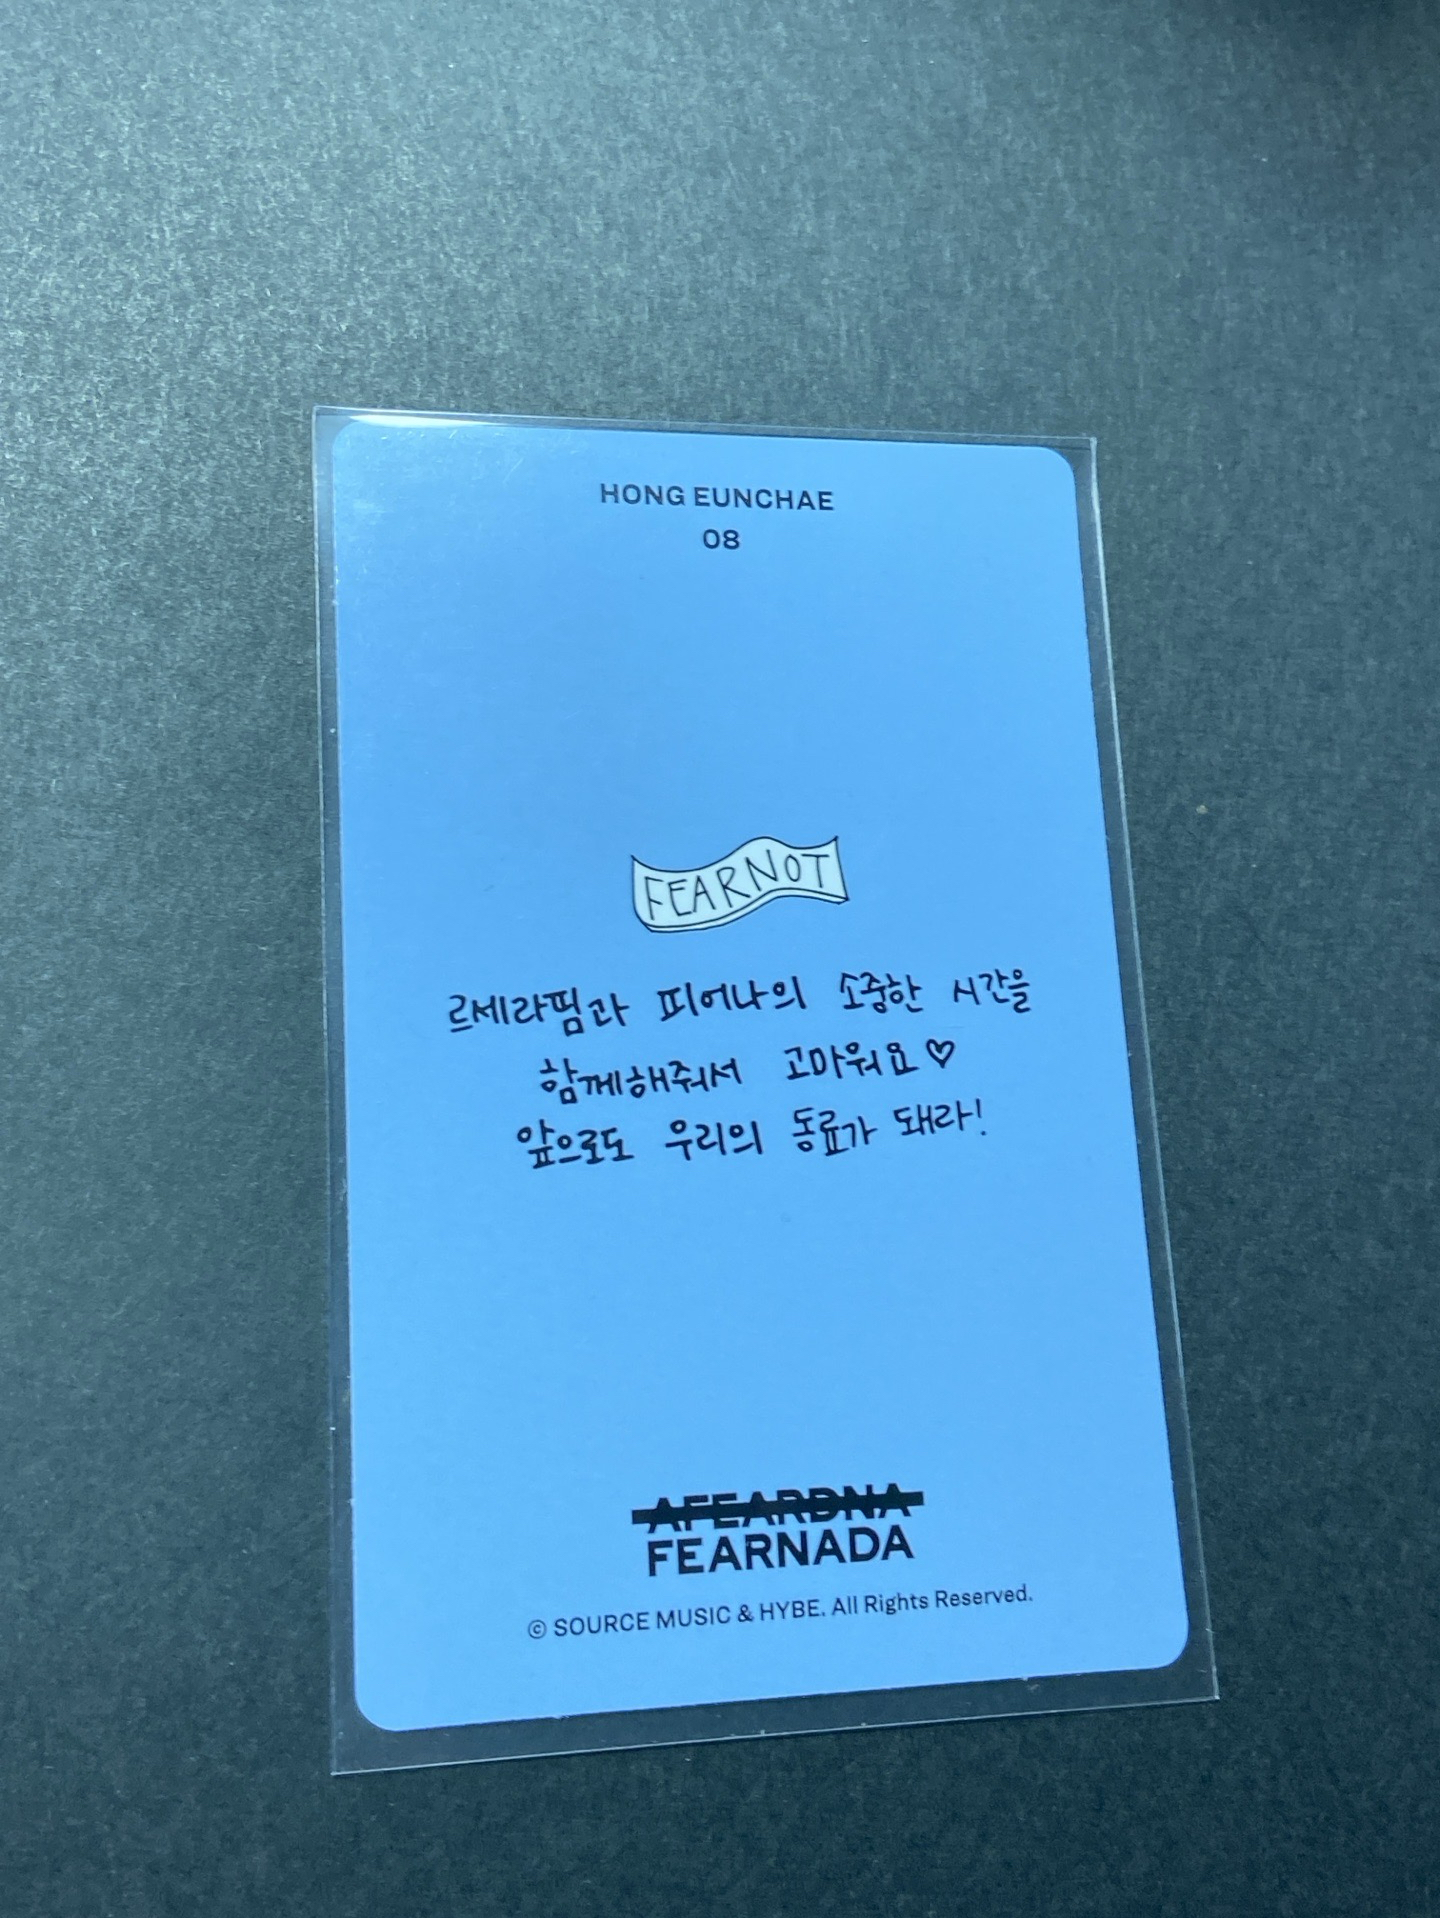 HONG EUNCHAE
08
FEARNOT
르세라핌과 피어나의 소중한 시간을
함께해줘서 고마워요♡
앞으로도 우리의 동료가 돼라!
AFEARDNA
FEARNADA
© SOURCE MUSIC & HYBE. All Rights Reserved.